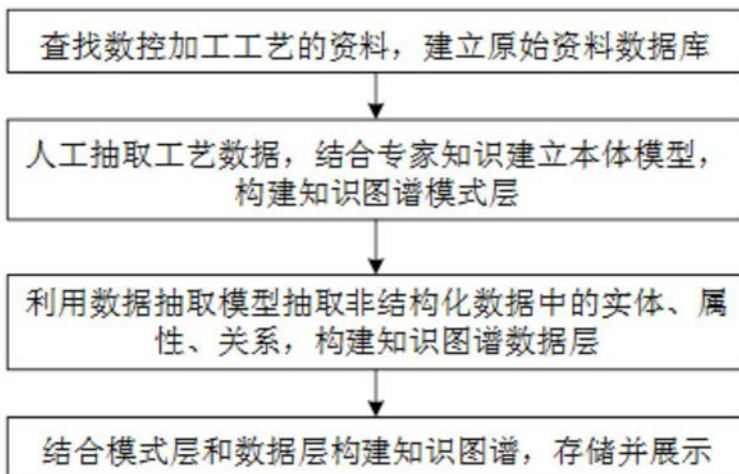 查找数控加工工艺的资料，建立原始资料数据库
人工抽取工艺数据，结合专家知识建立本体模型，
构建知识图谱模式层
利用数据抽取模型抽取非结构化数据中的实体、属
性、关系，构建知识图谱数据层
结合模式层和数据层构建知识图谱，存储并展示